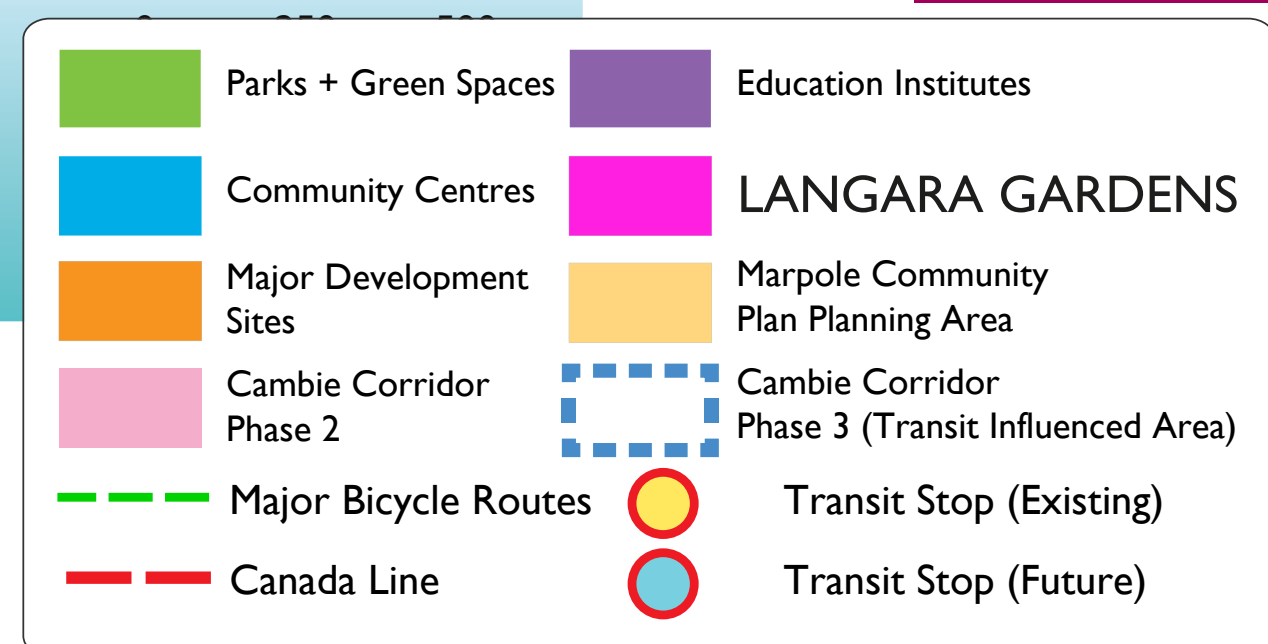 Parks + Green Spaces
Education Institutes
Community Centres
LANGARA GARDENS
Major Development
Sites
Marpole Community
Plan Planning Area
Cambie Corridor
Phase 2
Cambie Corridor
Phase 3 (Transit Influenced Area)
Major Bicycle Routes
Transit Stop (Existing)
Canada Line
Transit Stop (Future)